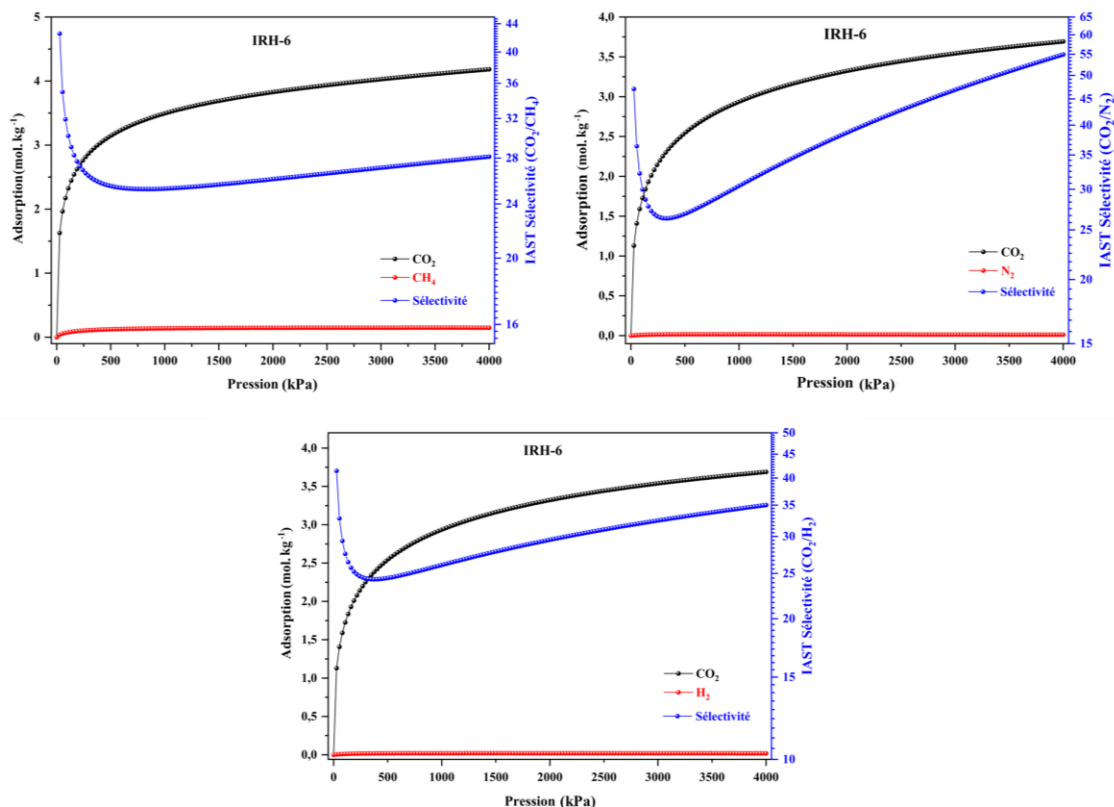 IRH-6
Adsorption(mol. kg⁻¹)
5
4
3
2
1
0
0 500 1000 1500 2000 2500 3000 3500 4000
Pression (kPa)
CO₂
CH₄
Sélectivité
44
40
36
32
28
24
20
16
IAST Sélectivité (CO₂/CH₄)
IRH-6
Adsorption (mol. kg⁻¹)
4,0
3,5
3,0
2,5
2,0
1,5
1,0
0,5
0,0
0 500 1000 1500 2000 2500 3000 3500 4000
Pression (kPa)
CO₂
N₂
Sélectivité
65
60
55
50
45
40
35
30
25
20
15
IAST Sélectivité (CO₂/N₂)
IRH-6
Adsorption (mol. kg⁻¹)
4,0
3,5
3,0
2,5
2,0
1,5
1,0
0,5
0,0
0 500 1000 1500 2000 2500 3000 3500 4000
Pression (kPa)
CO₂
H₂
Sélectivité
50
45
40
35
30
25
20
15
10
IAST Sélectivité (CO₂/H₂)